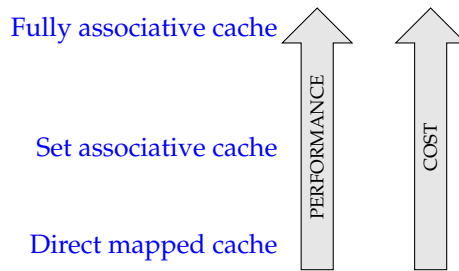 Fully associative cache
Set associative cache
Direct mapped cache
PERFORMANCE
COST